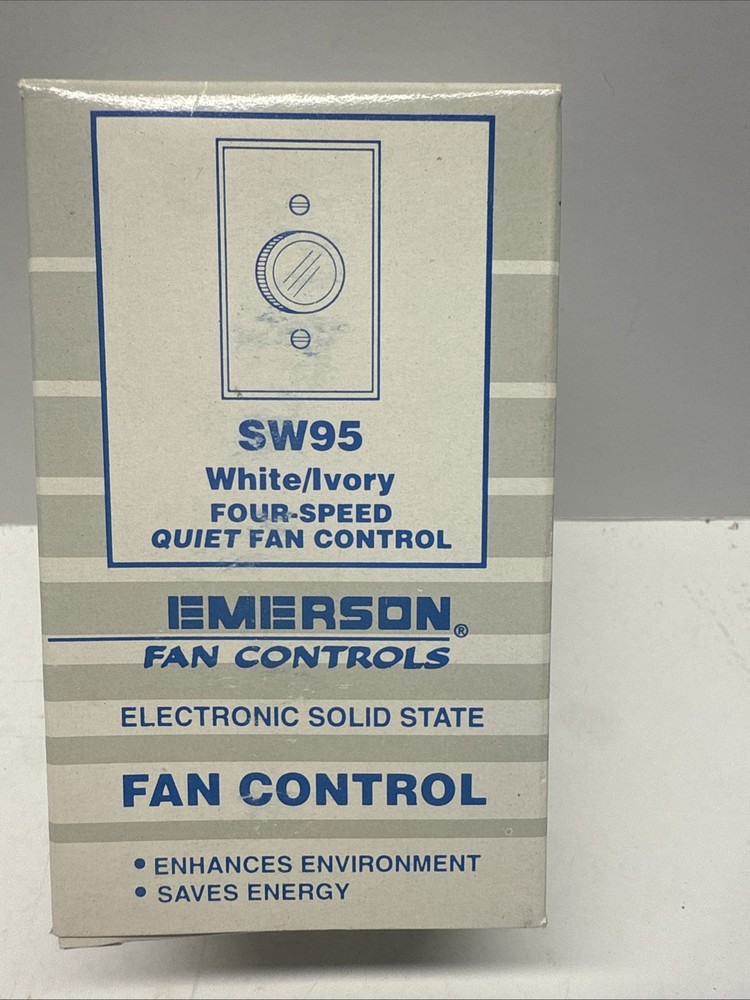 SW95
White/Ivory
FOUR-SPEED
QUIET FAN CONTROL
EMERSON®
FAN CONTROLS
ELECTRONIC SOLID STATE
FAN CONTROL
• ENHANCES ENVIRONMENT
• SAVES ENERGY